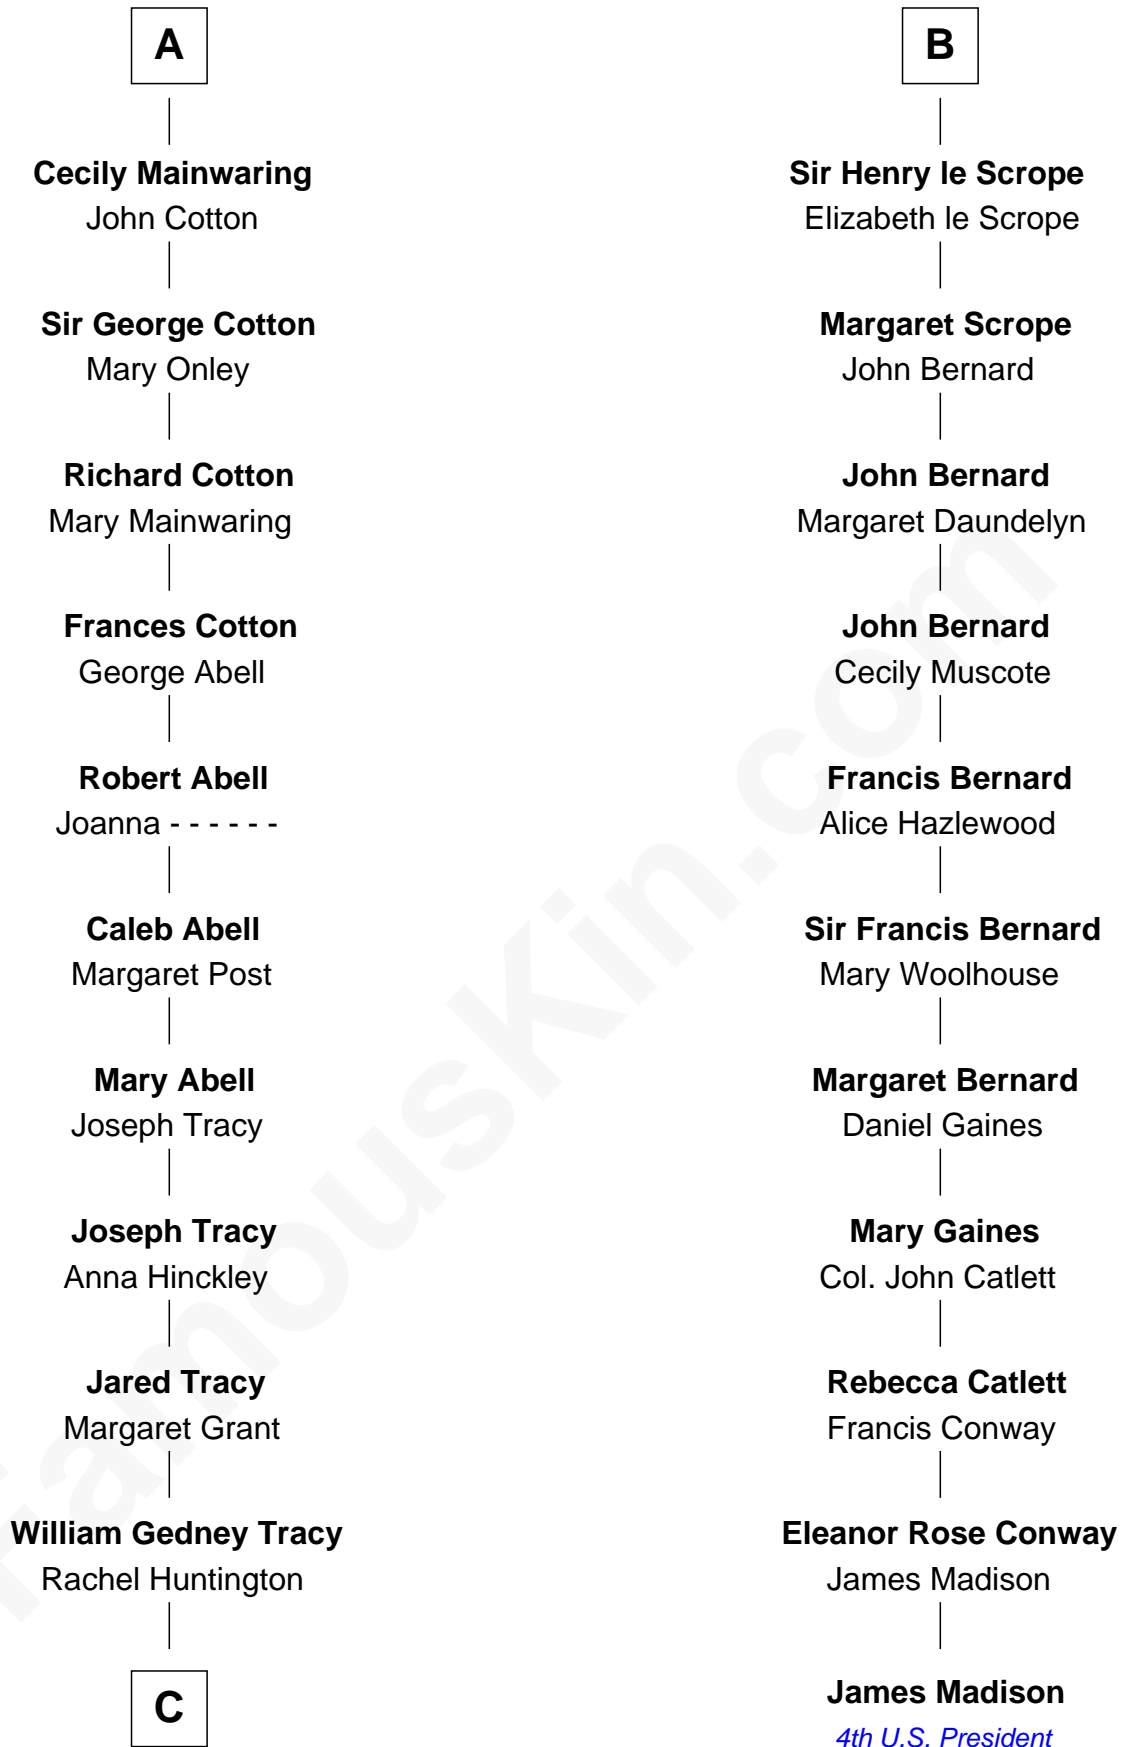 A
Cecily Mainwaring
John Cotton
Sir George Cotton
Mary Onley
Richard Cotton
Mary Mainwaring
Frances Cotton
George Abell
Robert Abell
Joanna - - - - - -
Caleb Abell
Margaret Post
Mary Abell
Joseph Tracy
Joseph Tracy
Anna Hinckley
Jared Tracy
Margaret Grant
William Gedney Tracy
Rachel Huntington
C
B
Sir Henry le Scrope
Elizabeth le Scrope
Margaret Scrope
John Bernard
John Bernard
Margaret Daundelyn
John Bernard
Cecily Muscote
Francis Bernard
Alice Hazlewood
Sir Francis Bernard
Mary Woolhouse
Margaret Bernard
Daniel Gaines
Mary Gaines
Col. John Catlett
Rebecca Catlett
Francis Conway
Eleanor Rose Conway
James Madison
James Madison
4th U.S. President
FamousKin.com